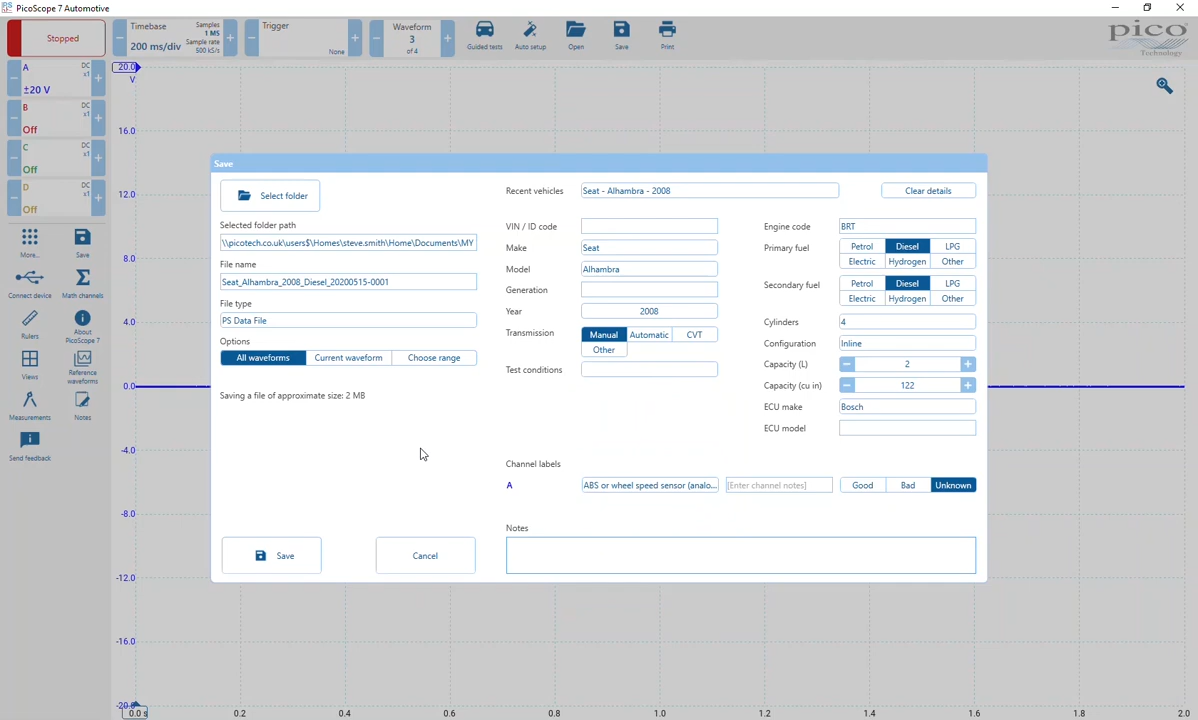 PicoScope 7 Automotive
Stopped
Timebase
200 ms/div
Samples
1 MS
Sample rate
500 kS/s
Trigger
None
Waveform
3
of 4
Guided tests
Auto setup
Open
Save
Print
pico
Technology
A
DC
x1
±20 V
B
DC
x1
Off
C
DC
x1
Off
D
DC
x1
Off
More...
Save
Connect device
Math channels
Rulers
About
PicoScope 7
Views
Reference
waveforms
Measurements
Notes
Send feedback
20.0
V
16.0
12.0
8.0
4.0
0.0
-4.0
-8.0
-12.0
-16.0
-20.0
0.0 s
0.2
0.4
0.6
0.8
1.0
1.2
1.4
1.6
1.8
2.0
Save
Select folder
Selected folder path
\\picotech.co.uk\users$\Homes\steve.smith\Home\Documents\MY
File name
Seat_Alhambra_2008_Diesel_20200515-0001
File type
PS Data File
Options
All waveforms Current waveform Choose range
Saving a file of approximate size: 2 MB
Save
Cancel
Recent vehicles Seat - Alhambra - 2008
Clear details
VIN / ID code
Make Seat
Model Alhambra
Generation
Year 2008
Transmission Manual Automatic CVT
Other
Test conditions
Engine code BRT
Primary fuel Petrol Diesel LPG
Electric Hydrogen Other
Secondary fuel Petrol Diesel LPG
Electric Hydrogen Other
Cylinders 4
Configuration Inline
Capacity (L) 2
Capacity (cu in) 122
ECU make Bosch
ECU model
Channel labels
A ABS or wheel speed sensor (analo... [Enter channel notes] Good Bad Unknown
Notes